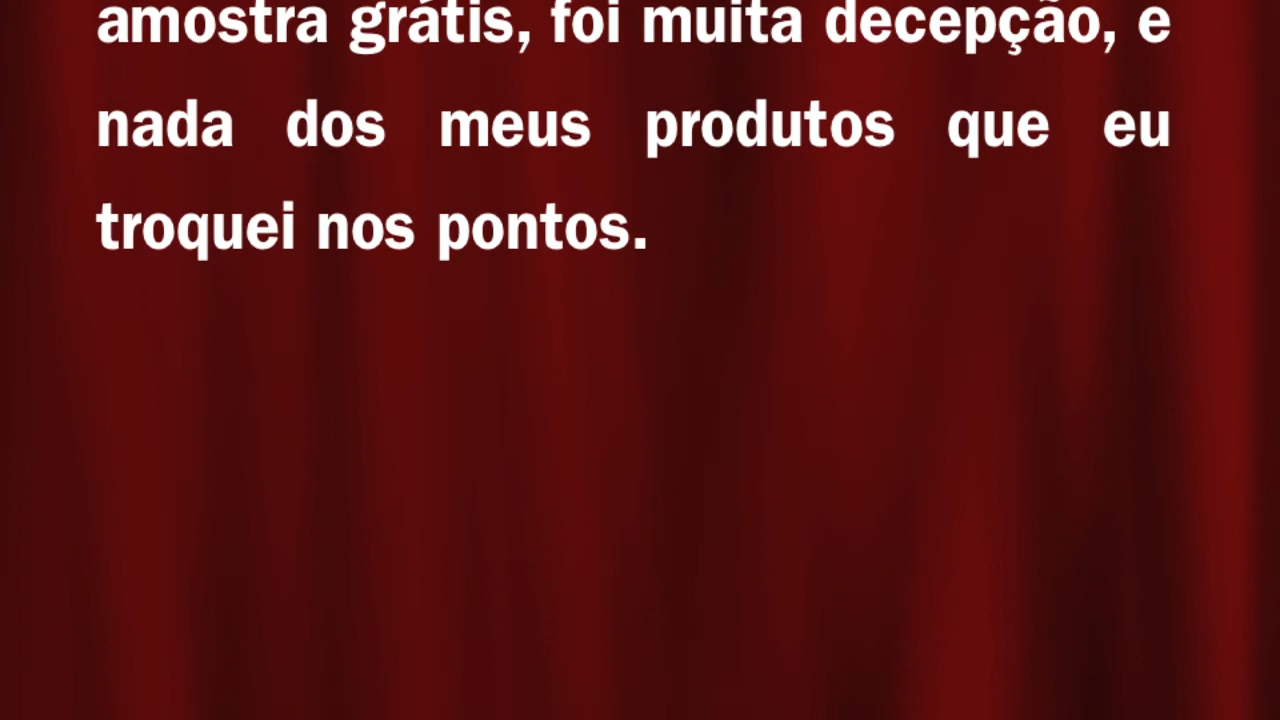 amostra grátis, foi muita decepção, e
nada dos meus produtos que eu
troquei nos pontos.